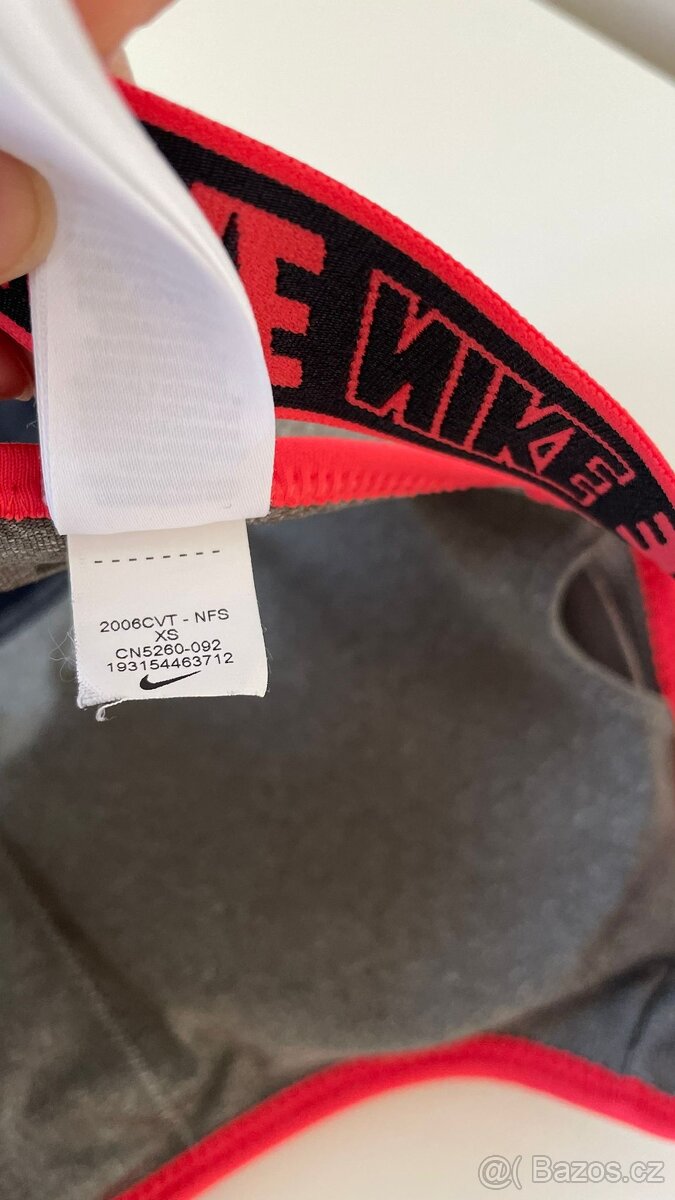 NIKE
2006CVT - NFS
XS
CN5260-092
193154463712
@( Bazos.cz